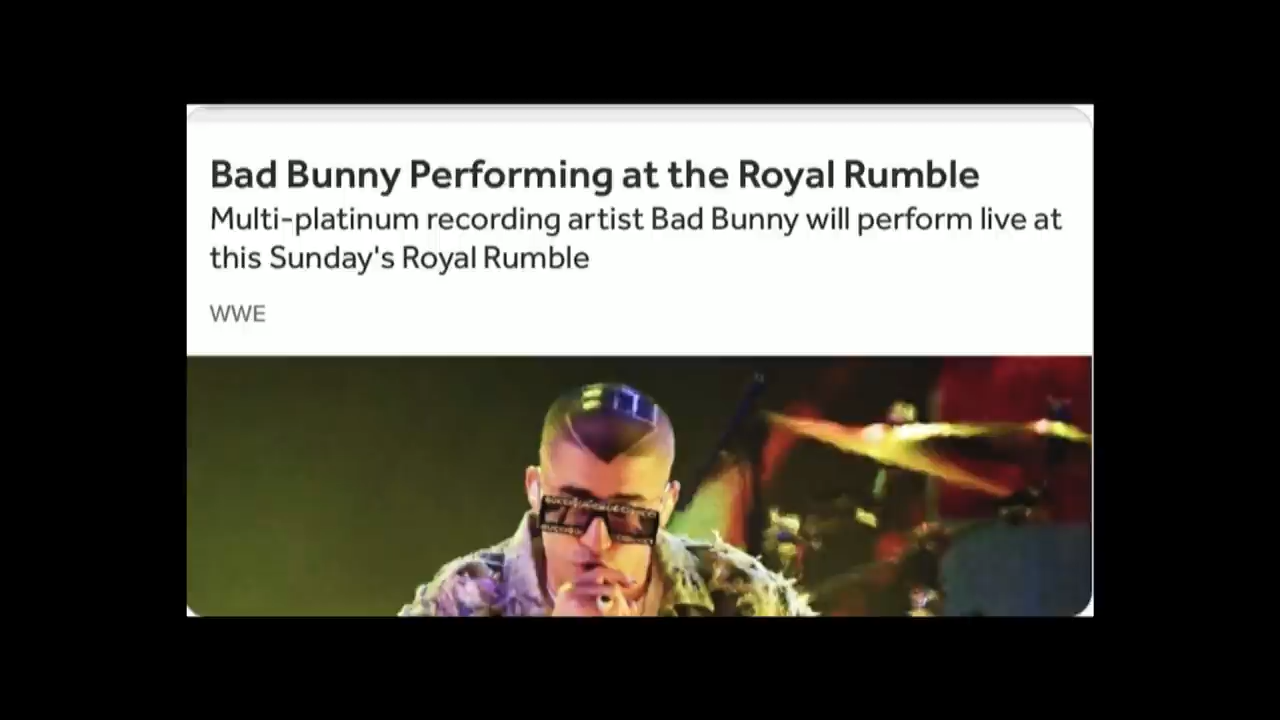 Bad Bunny Performing at the Royal Rumble
Multi-platinum recording artist Bad Bunny will perform live at
this Sunday's Royal Rumble
WWE